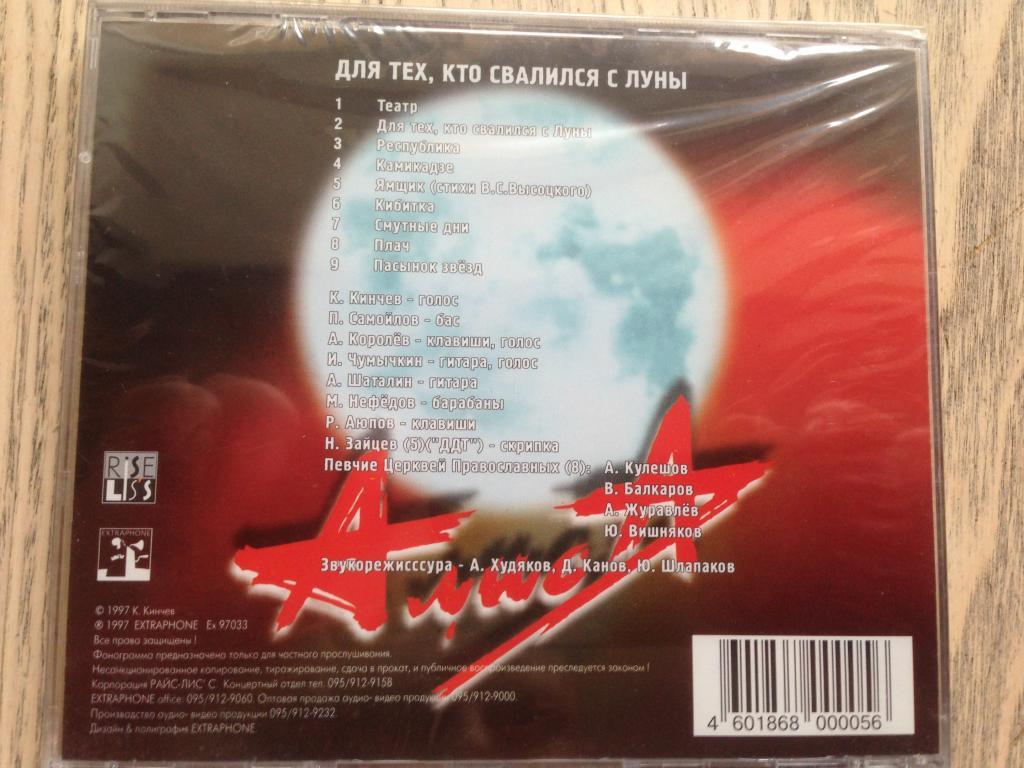 ДЛЯ ТЕХ, КТО СВАЛИЛСЯ С ЛУНЫ
1 Театр
2 Для тех, кто свалился с Луны
3 Республика
4 Камикадзе
5 Ямщик (стихи В.С.Высоцкого)
6 Кибитка
7 Смутные дни
8 Плач
9 Пасынок звёзд
К. Кинчев - голос
П. Самойлов - бас
А. Королёв - клавиши, голос
И. Чумычкин - гитара, голос
А. Шаталин - гитара
М. Нефёдов - барабаны
Р. Аюпов - клавиши
Н. Зайцев (5)("ДДТ") - скрипка
Певчие Церквей Православных (8): А. Кулешов
В. Балкаров
А. Журавлёв
Ю. Вишняков
АлисА
Звукорежисссура - А. Худяков, Д. Канов, Ю. Шлапаков
RiSE
LiS'S
EXTRAPHONE
© 1997 К. Кинчев
® 1997 EXTRAPHONE Ex 97033
Все права защищены !
Фонограмма предназначена только для частного прослушивания.
Несанкционированное копирование, тиражирование, сдача в прокат, и публичное воспроизведение преследуется законом !
Корпорация РАЙС-ЛИС' С Концертный отдел тел. 095/912-9158
EXTRAPHONE office: 095/912-9060. Оптовая продажа аудио- видео продукции 095/912-9000.
Производство аудио- видео продукции 095/912-9232.
Дизайн & полиграфия EXTRAPHONE.
4 601868 000056